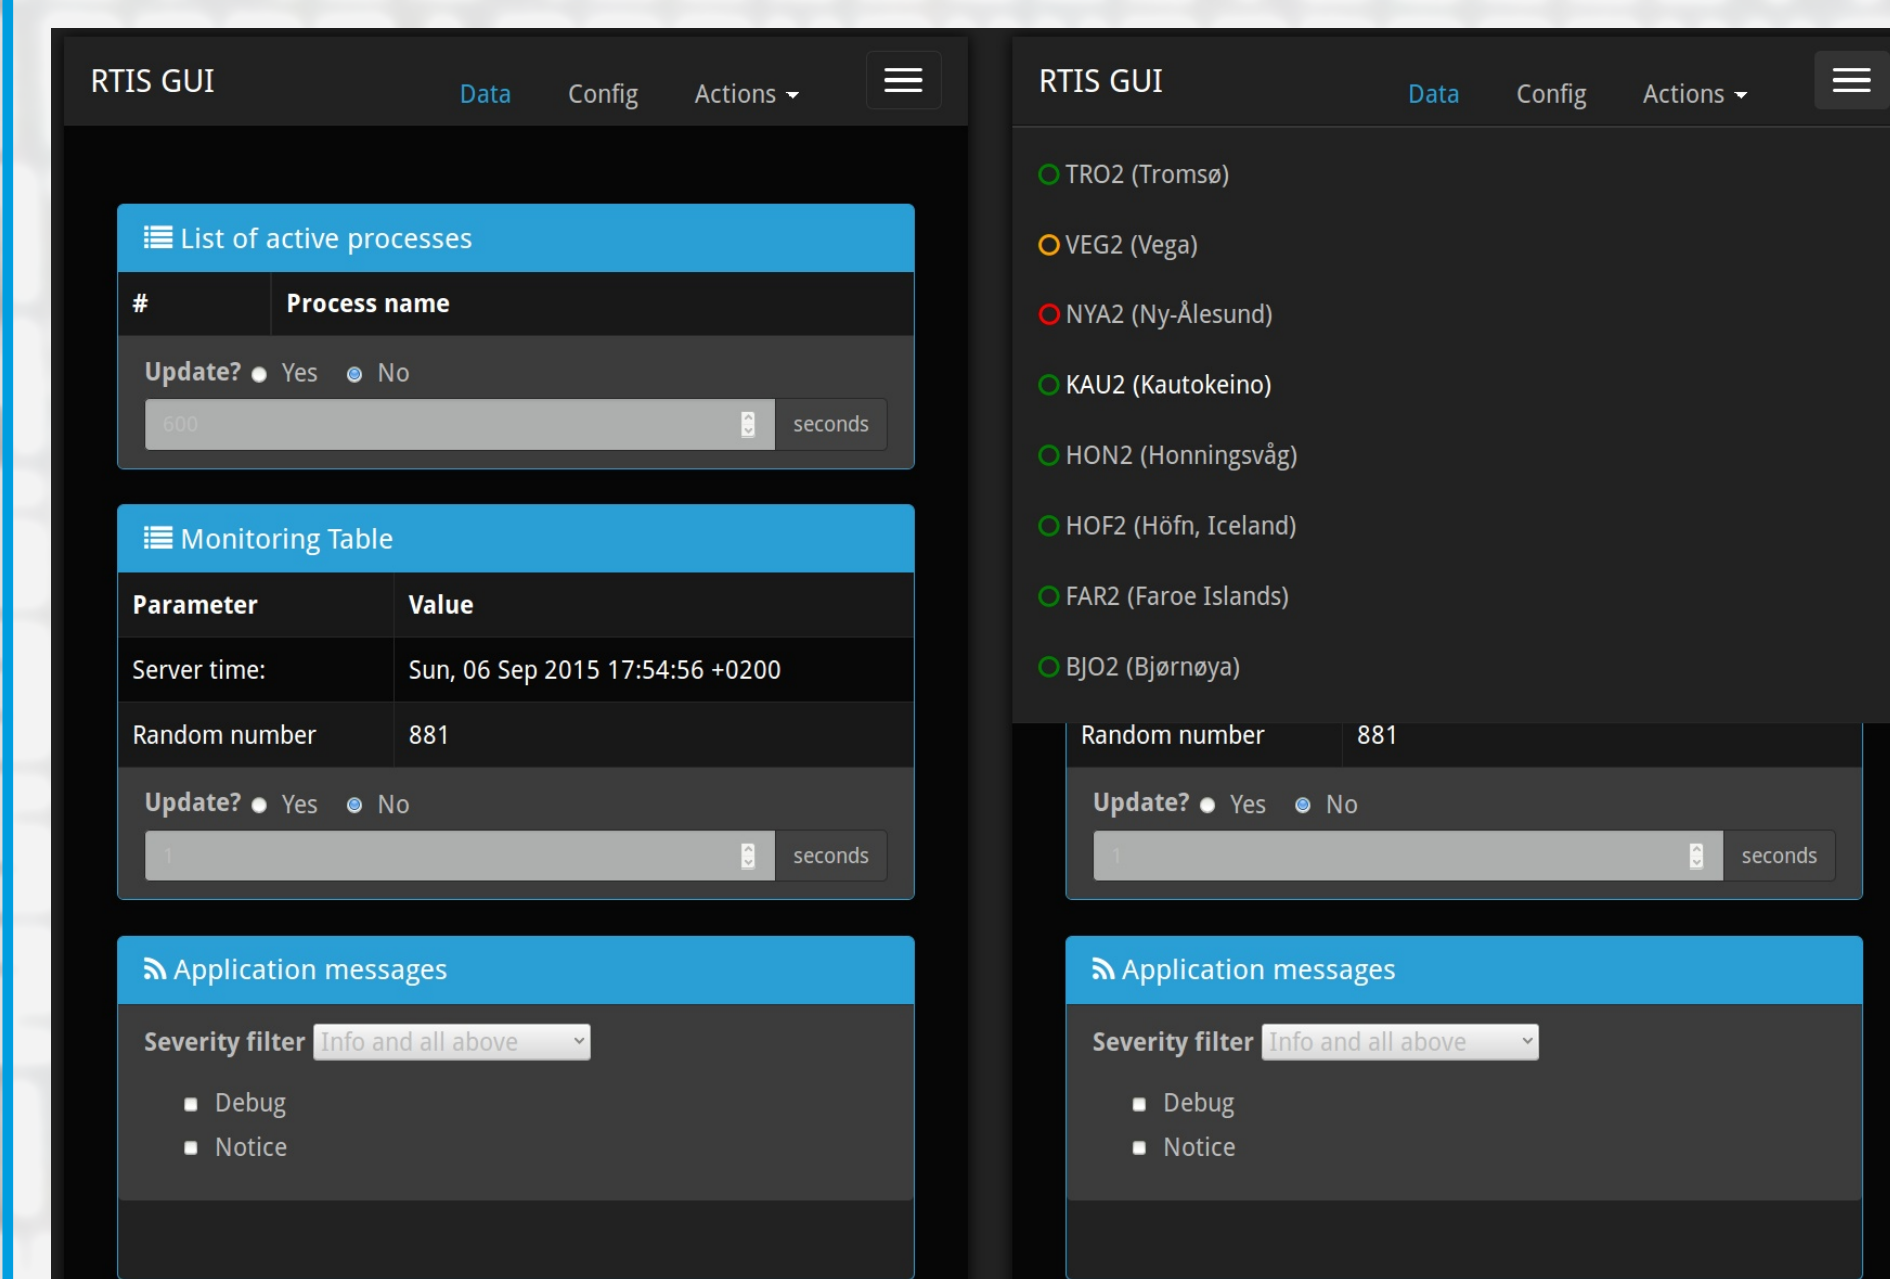 RTIS GUI
Data Config Actions
List of active processes
# Process name
Update? Yes No
600 seconds
Monitoring Table
Parameter Value
Server time: Sun, 06 Sep 2015 17:54:56 +0200
Random number 881
Update? Yes No
1 seconds
Application messages
Severity filter Info and all above
Debug
Notice
RTIS GUI
Data Config Actions
TRO2 (Tromsø)
VEG2 (Vega)
NYA2 (Ny-Ålesund)
KAU2 (Kautokeino)
HON2 (Honningsvåg)
HOF2 (Höfn, Iceland)
FAR2 (Faroe Islands)
BJO2 (Bjørnøya)
Random number 881
Update? Yes No
1 seconds
Application messages
Severity filter Info and all above
Debug
Notice